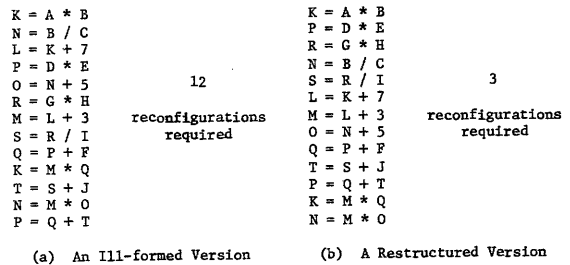 K = A * B
N = B / C
L = K + 7
P = D * E
O = N + 5
R = G * H
M = L + 3
S = R / I
Q = P + F
K = M * Q
T = S + J
N = M * O
P = Q + T
12
reconfigurations
required
(a) An Ill-formed Version
K = A * B
P = D * E
R = G * H
N = B / C
S = R / I
L = K + 7
M = L + 3
O = N + 5
Q = P + F
T = S + J
P = Q + T
K = M * Q
N = M * O
3
reconfigurations
required
(b) A Restructured Version